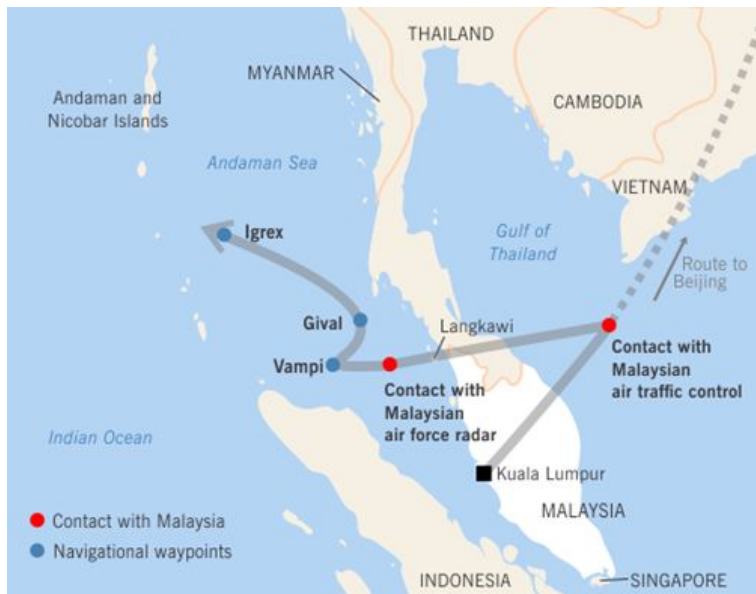 THAILAND
MYANMAR
Andaman and
Nicobar Islands
CAMBODIA
Andaman Sea
VIETNAM
Igrex
Gulf of
Thailand
Route to
Beijing
Gival
Langkawi
Vampi
Contact with
Malaysian
air traffic control
Contact with
Malaysian
air force radar
Indian Ocean
Kuala Lumpur
MALAYSIA
Contact with Malaysia
Navigational waypoints
INDONESIA
SINGAPORE